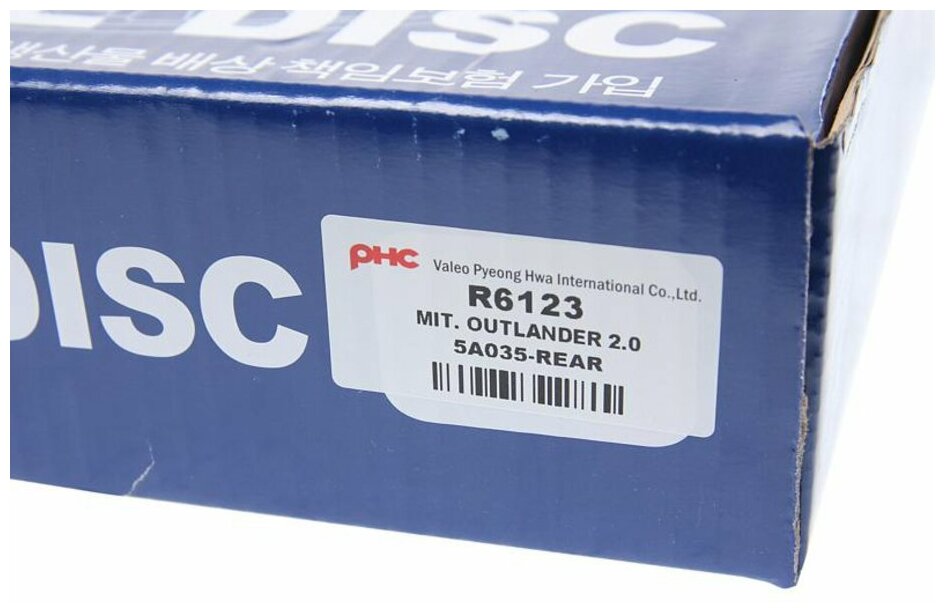 DISC
배상 책임보험 가입
DISC
PHC Valeo Pyeong Hwa International Co.,Ltd.
R6123
MIT. OUTLANDER 2.0
5A035-REAR